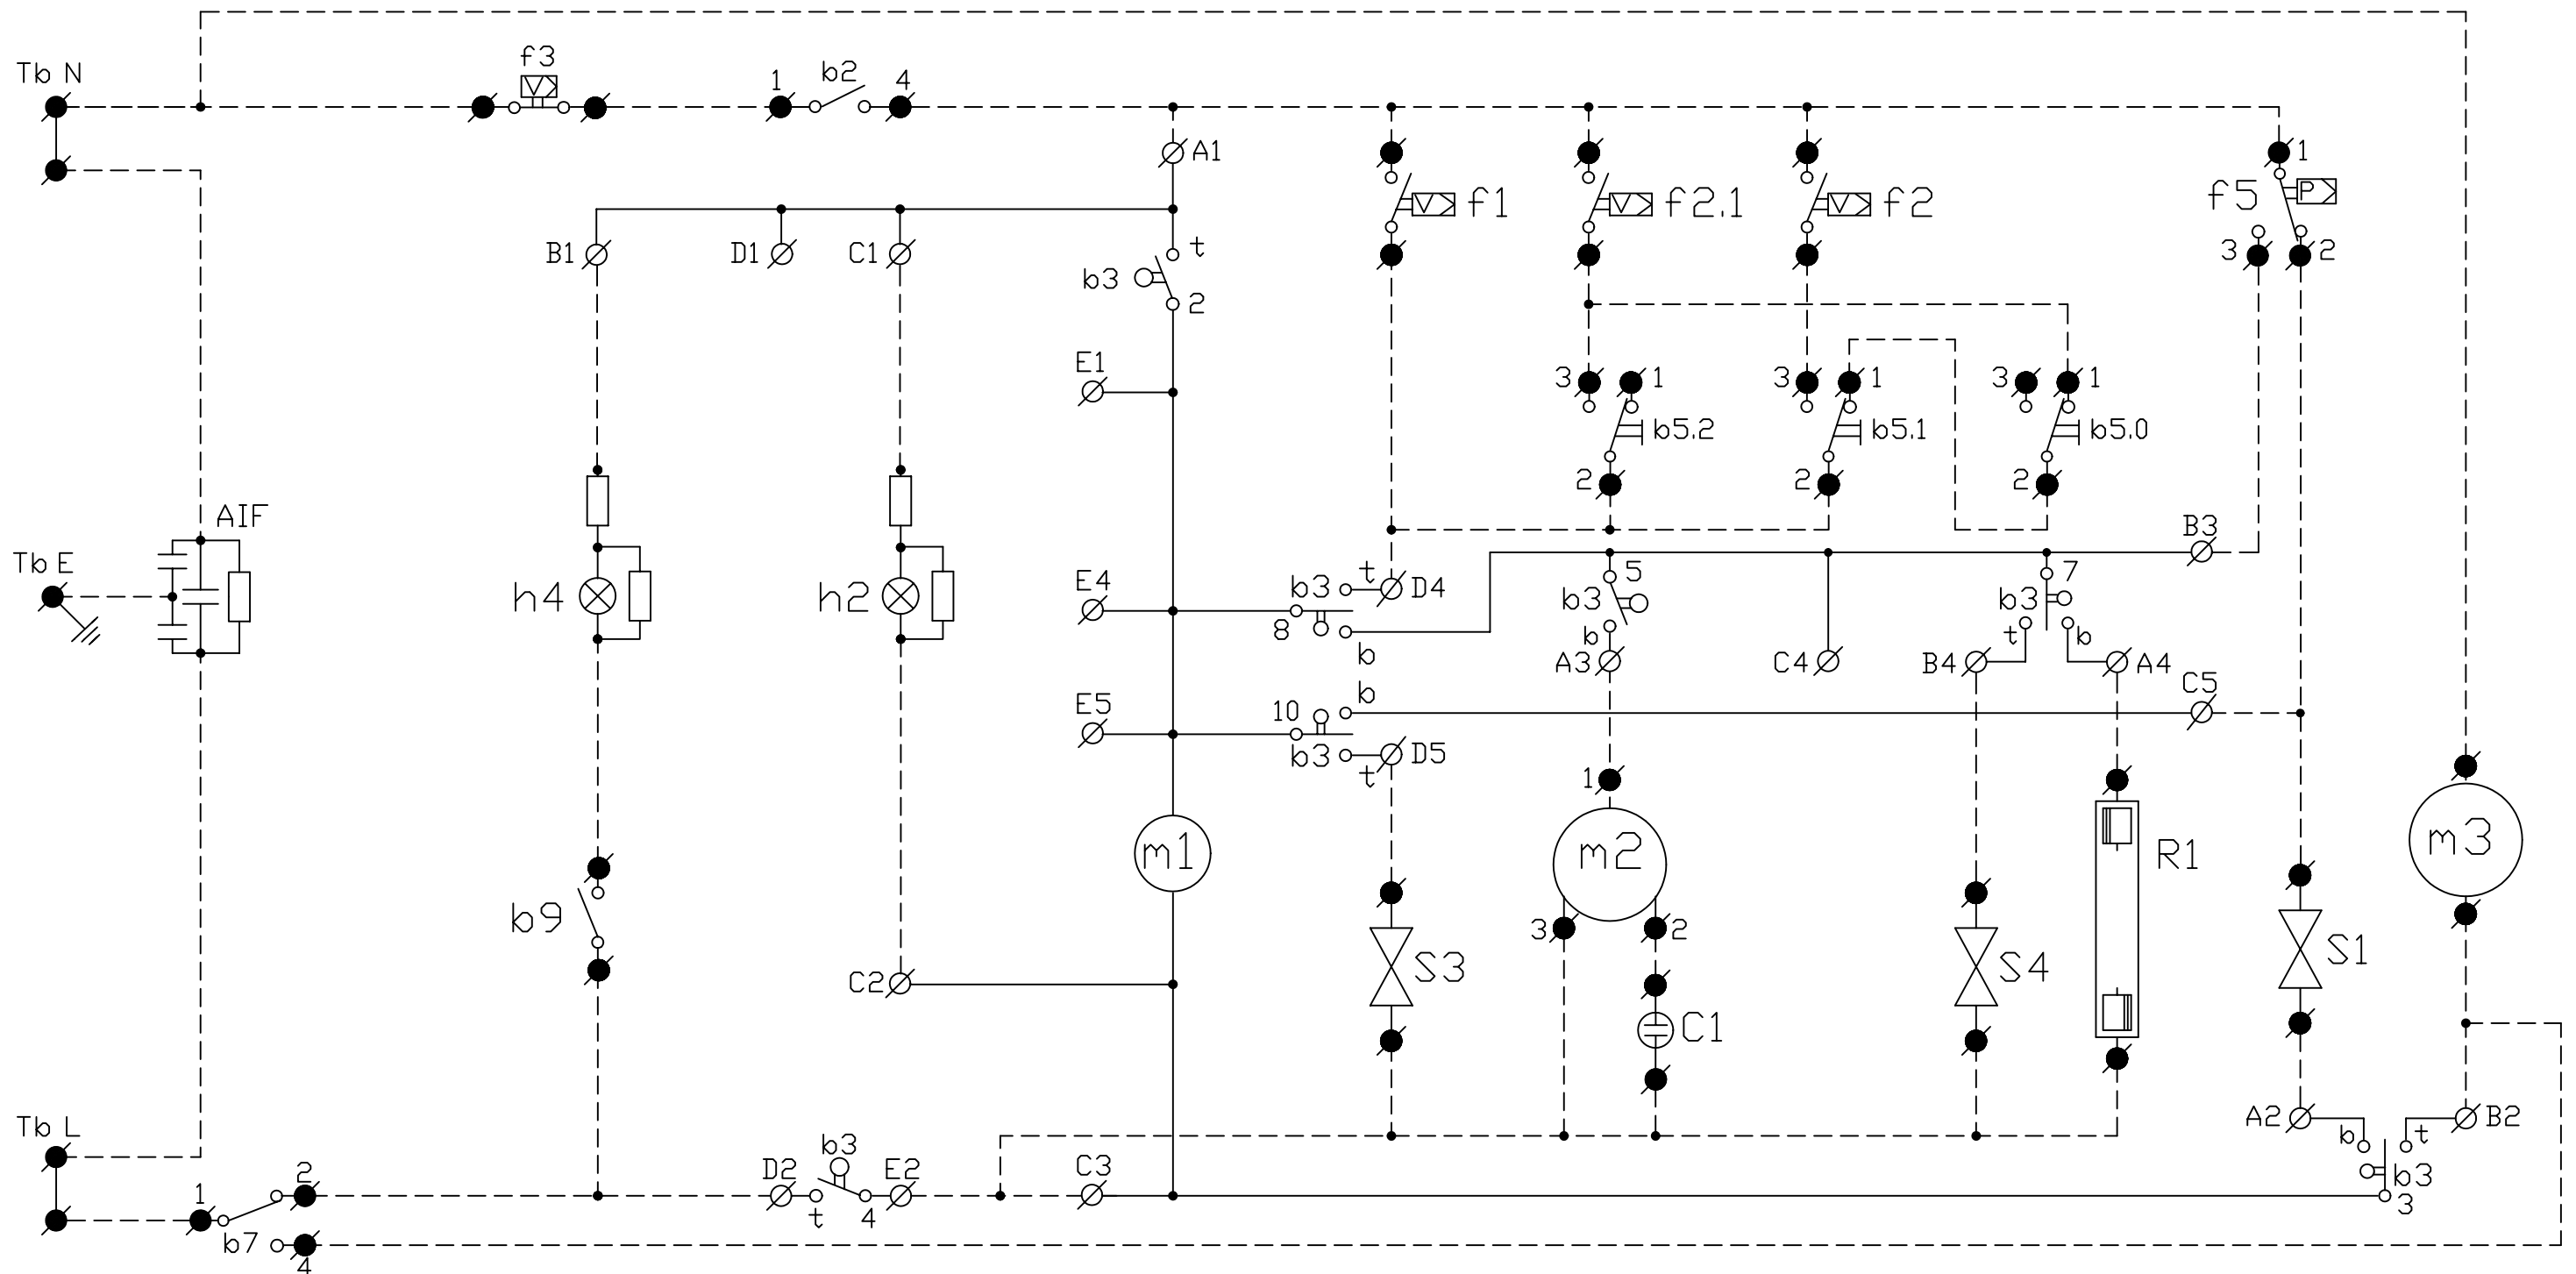 f3
Tb N
1
b2
4
A1
1
f1
f2.1
f2
f5
P
B1
D1
C1
t
b3
2
3
2
E1
3
1
3
1
3
1
b5.2
b5.1
b5.0
2
2
2
AIF
B3
Tb E
E4
b3
t
D4
5
7
h4
h2
8
b3
b3
b
b
t
b
A3
C4
B4
A4
E5
10
b
C5
b3
D5
t
1
m1
m2
R1
m3
b9
3
2
S3
S4
S1
C2
C1
Tb L
A2
B2
b3
b
t
D2
E2
C3
b3
2
1
t
4
3
b7
4